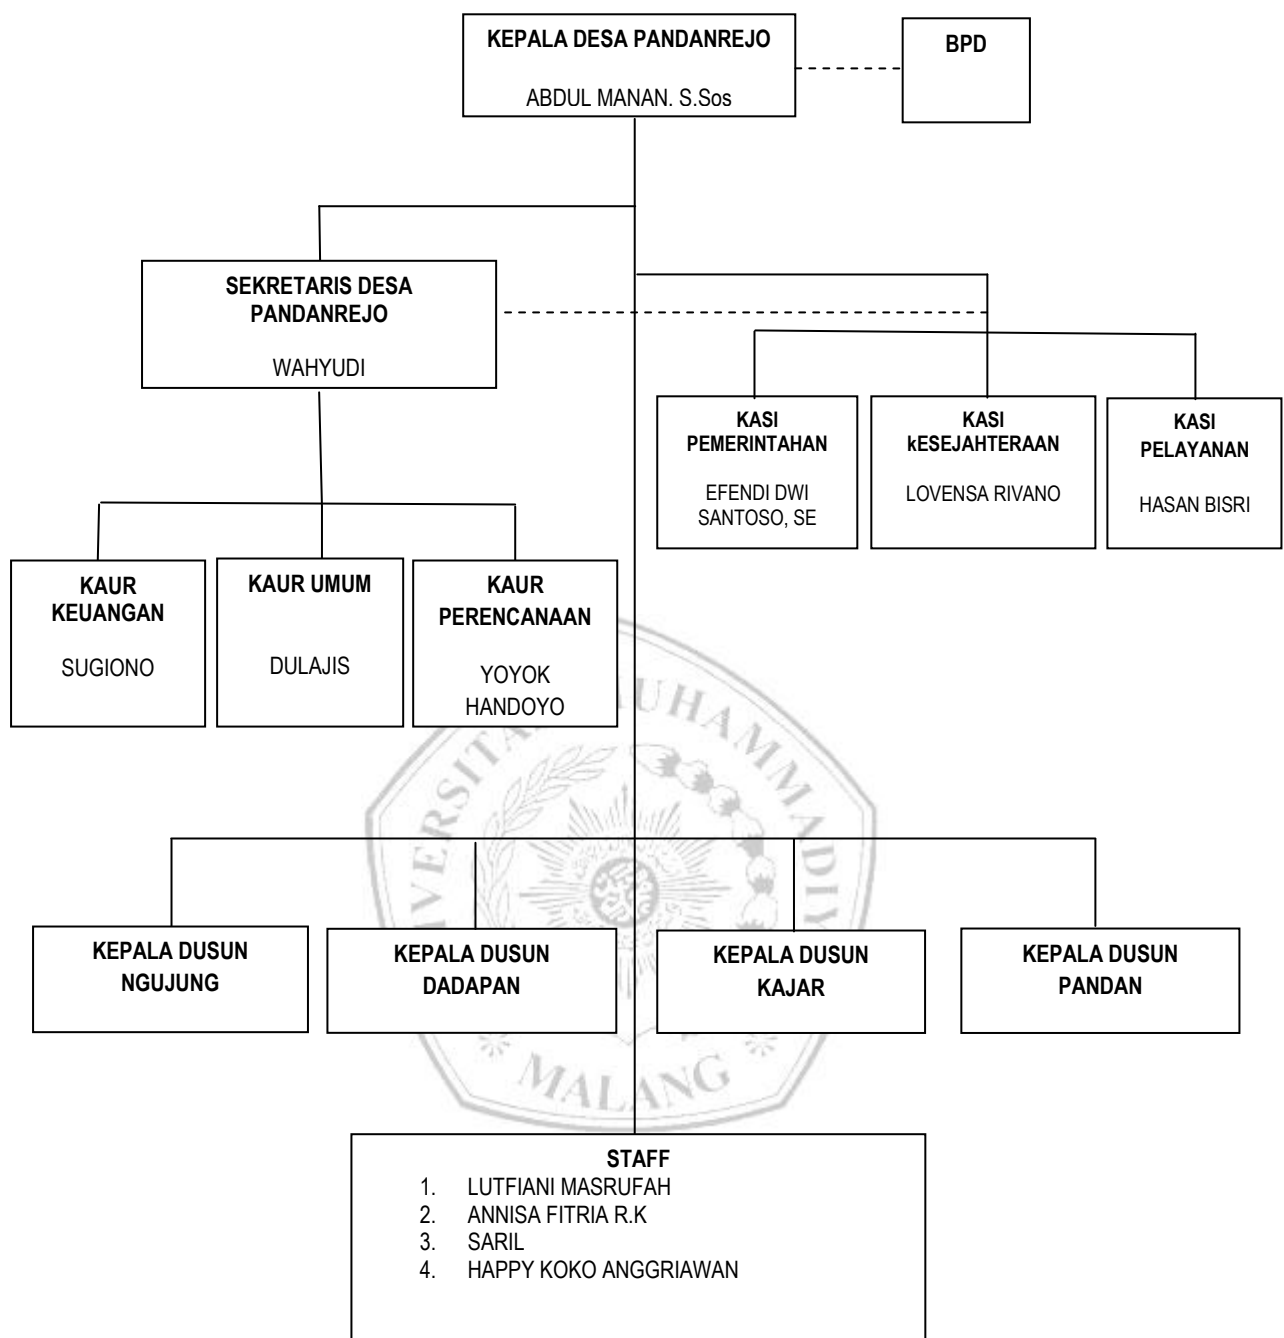 KEPALA DESA PANDANREJO
ABDUL MANAN. S.Sos
BPD
SEKRETARIS DESA
PANDANREJO
WAHYUDI
KASI
PEMERINTAHAN
EFENDI DWI
SANTOSO, SE
KASI
kESEJAHTERAAN
LOVENSA RIVANO
KASI
PELAYANAN
HASAN BISRI
KAUR
KEUANGAN
SUGIONO
KAUR UMUM
DULAJIS
KAUR
PERENCANAAN
YOYOK
HANDOYO
KEPALA DUSUN
NGUJUNG
KEPALA DUSUN
DADAPAN
KEPALA DUSUN
KAJAR
KEPALA DUSUN
PANDAN
MALANG
STAFF
1. LUTFIANI MASRUFAH
2. ANNISA FITRIA R.K
3. SARIL
4. HAPPY KOKO ANGGRIAWAN